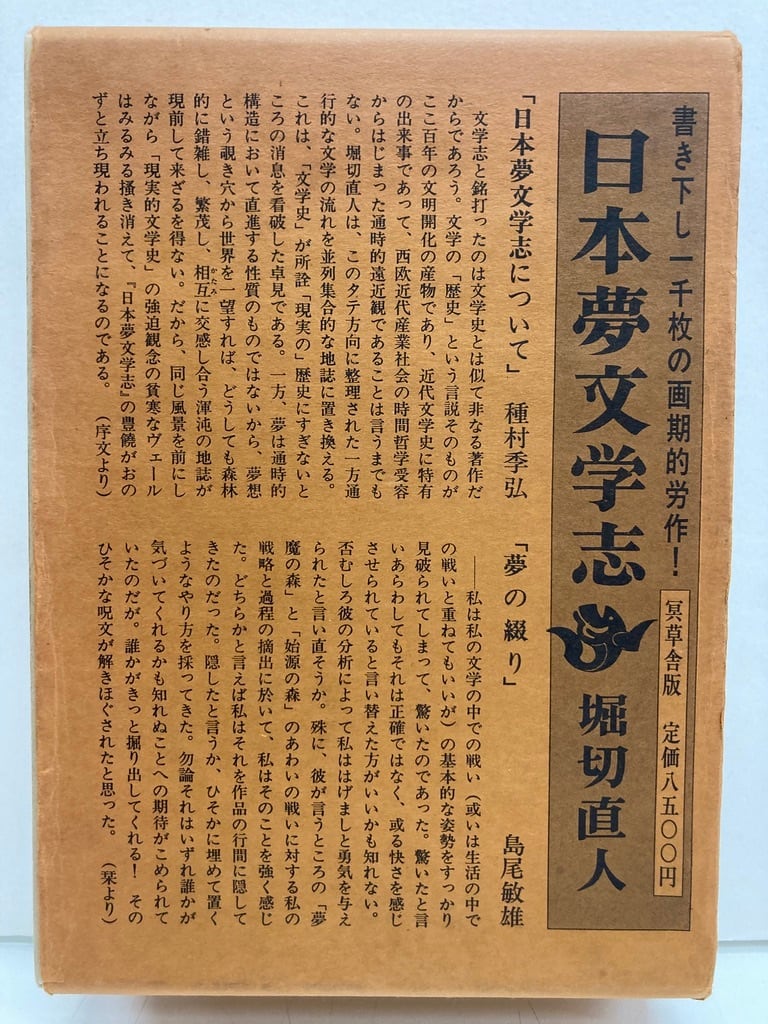 書き下し一千枚の画期的労作！
冥草舎版　定価八五〇〇円
日本夢文学志
堀切直人
「日本夢文学志について」　種村季弘
文学志と銘打ったのは文学史とは似て非なる著作だ
からであろう。文学の「歴史」という言説そのものが
ここ百年の文明開化の産物であり、近代文学史に特有
の出来事であって、西欧近代産業社会の時間哲学受容
からはじまった通時的遠近観であることは言うまでも
ない。堀切直人は、このタテ方向に整理された一方通
行的な文学の流れを並列集合的な地誌に置き換える。
これは、「文学史」が所詮「現実の」歴史にすぎないと
ころの消息を看破した卓見である。一方、夢は通時的
構造において直進する性質のものではないから、夢想
という覗き穴から世界を一望すれば、どうしても森林
的に錯雑し、繁茂し、相互に交感し合う渾沌の地誌が
かたみ
現前して来ざるを得ない。だから、同じ風景を前にし
ながら「現実的文学史」の強迫観念の貧寒なヴェール
はみるみる掻き消えて、『日本夢文学志』の豊饒がおの
ずと立ち現われることになるのである。　（序文より）
「夢の綴り」　島尾敏雄
――私は私の文学の中での戦い（或いは生活の中で
の戦いと重ねてもいいが）の基本的な姿勢をすっかり
見破られてしまって、驚いたのであった。驚いたと言
いあらわしてもそれは正確ではなく、或る快さを感じ
させられていると言い替えた方がいいかも知れない。
否むしろ彼の分析によって私ははげましと勇気を与え
られたと言い直そうか。殊に、彼が言うところの「夢
魔の森」と「始源の森」のあわいの戦いに対する私の
戦略と過程の摘出に於いて、私はそのことを強く感じ
た。どちらかと言えば私はそれを作品の行間に隠して
きたのだった。隠したと言うか、ひそかに埋めて置く
ようなやり方を採ってきた。勿論それはいずれ誰かが
気づいてくれるかも知れぬことへの期待がこめられて
いたのだが。誰かがきっと掘り出してくれる！　その
ひそかな呪文が解きほぐされたと思った。　（栞より）